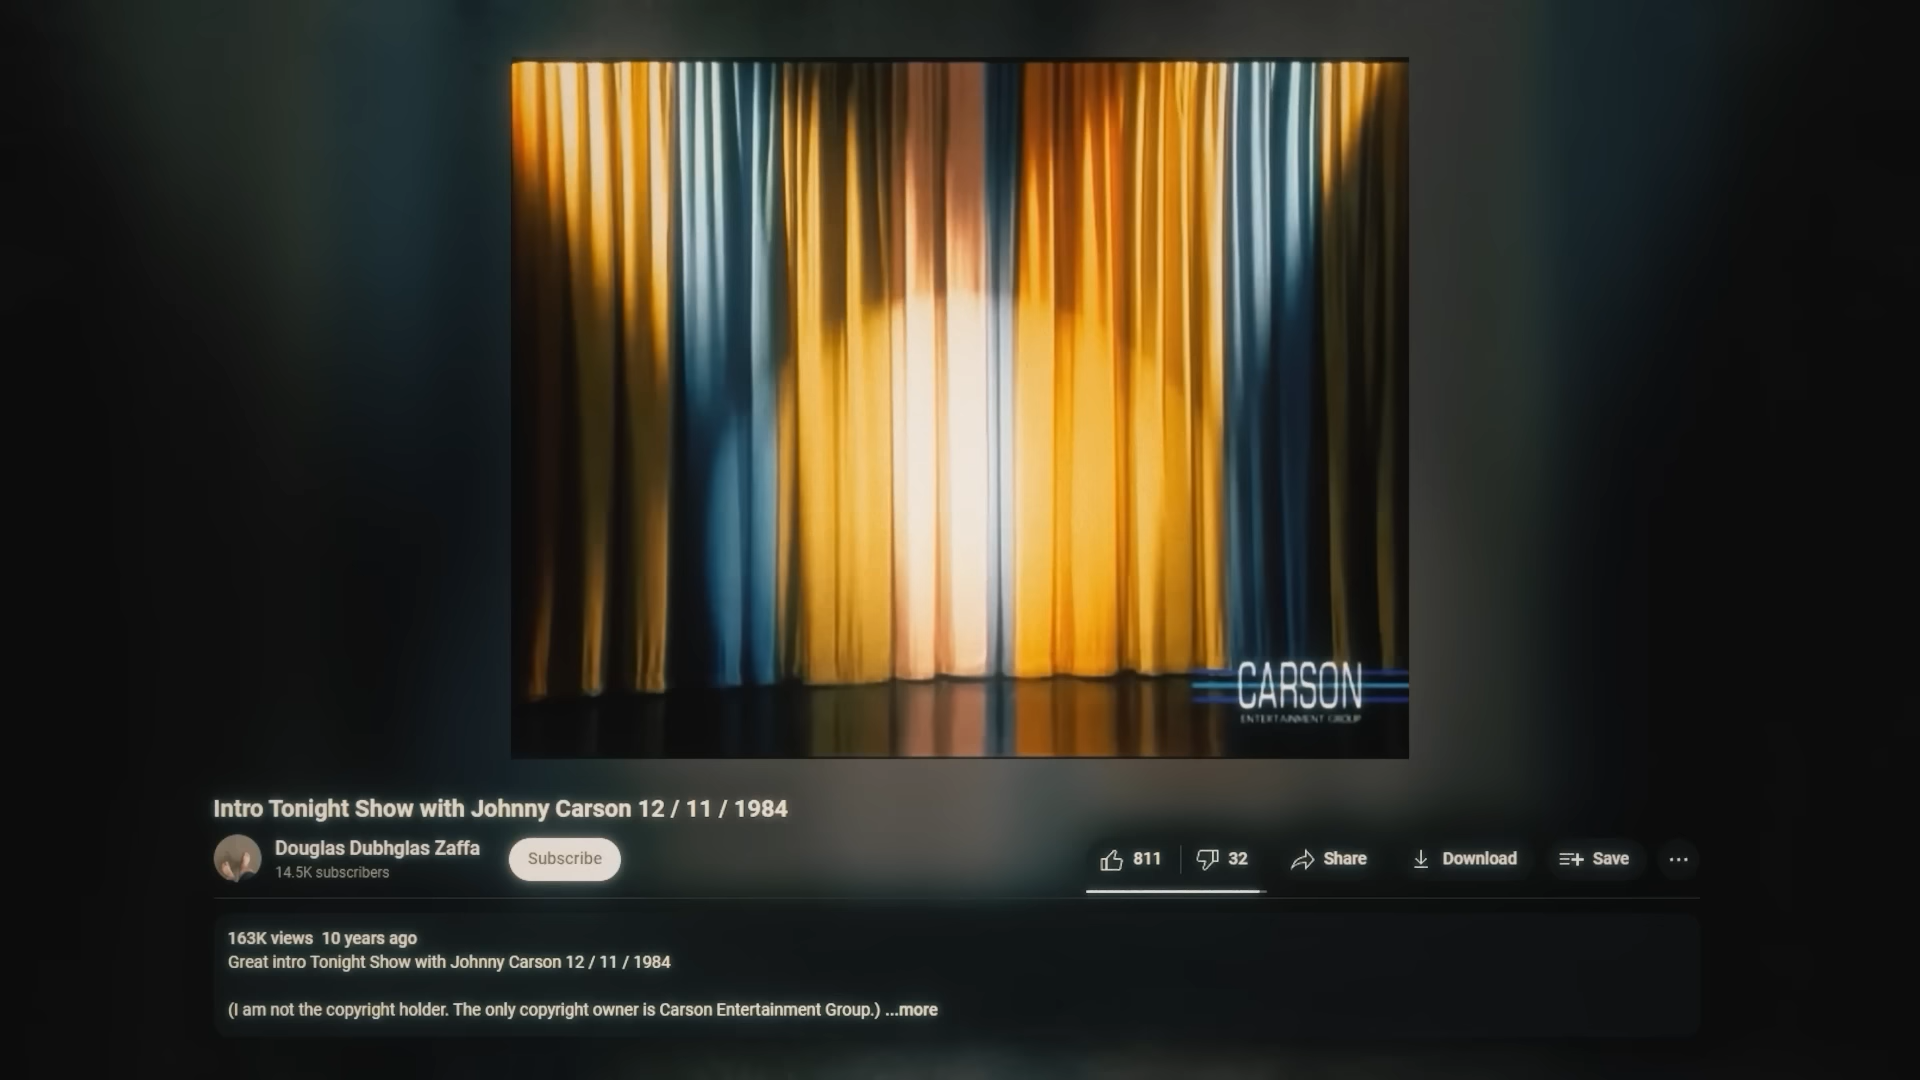 CARSON
ENTERTAINMENT GROUP
Intro Tonight Show with Johnny Carson 12 / 11 / 1984
Douglas Dubhglas Zaffa
14.5K subscribers
Subscribe
811
32
Share
Download
Save
163K views 10 years ago
Great intro Tonight Show with Johnny Carson 12 / 11 / 1984
(I am not the copyright holder. The only copyright owner is Carson Entertainment Group.) ...more